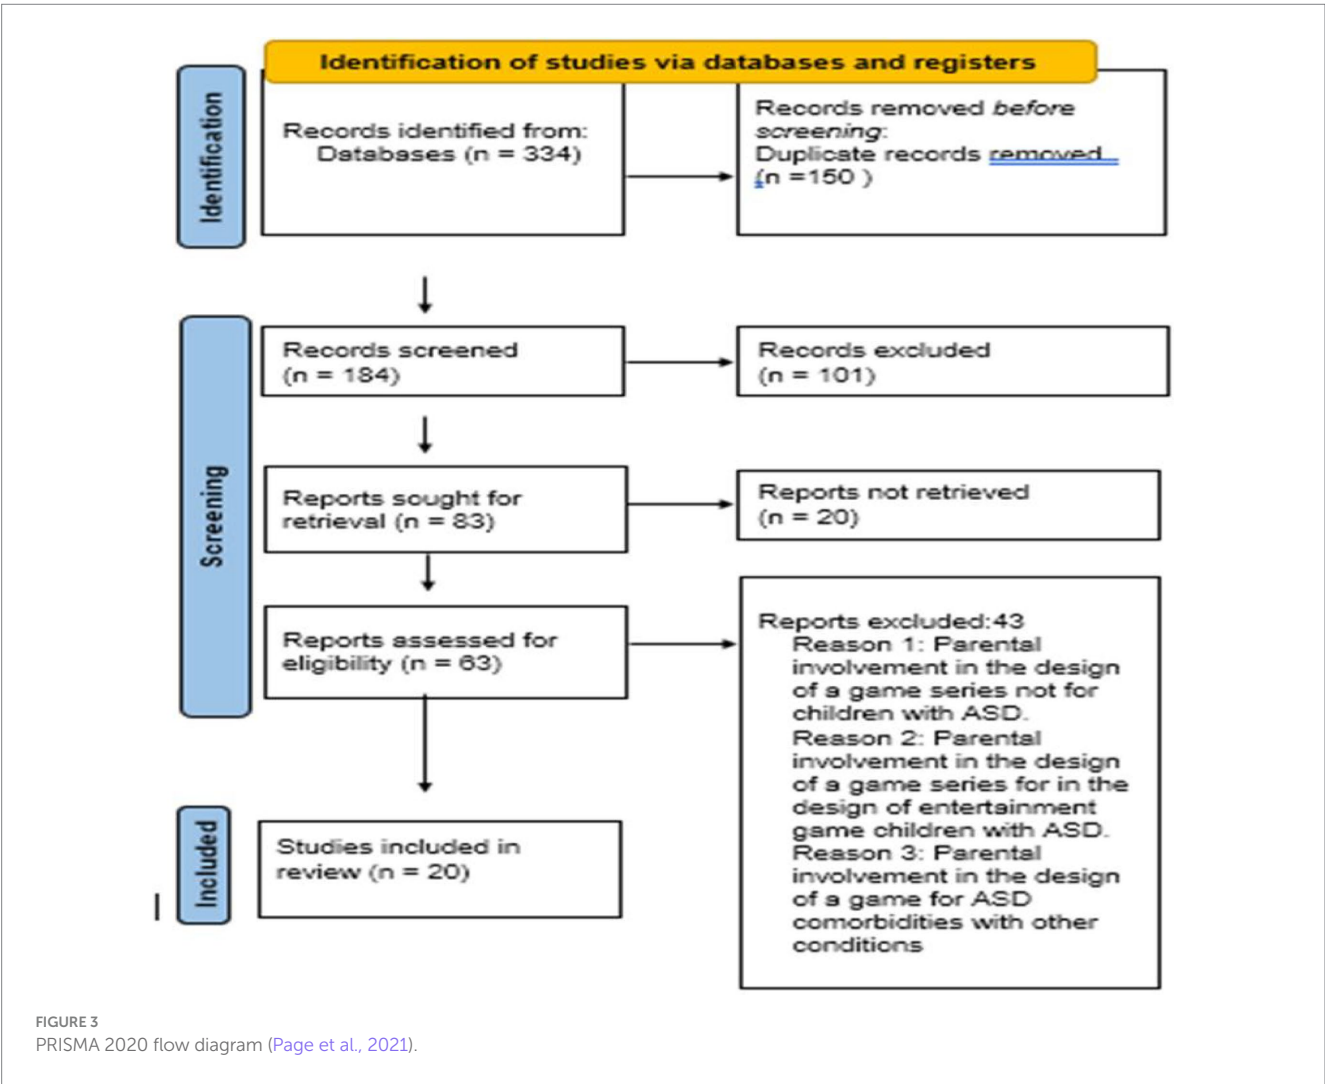 Identification of studies via databases and registers
Identification
Records identified from:
Databases (n = 334)
Records removed before
screening:
Duplicate records removed
(n =150 )
Screening
Records screened
(n = 184)
Records excluded
(n = 101)
Reports sought for
retrieval (n = 83)
Reports not retrieved
(n = 20)
Reports assessed for
eligibility (n = 63)
Reports excluded:43
Reason 1: Parental
involvement in the design
of a game series not for
children with ASD.
Reason 2: Parental
involvement in the design
of a game series for in the
design of entertainment
game children with ASD.
Reason 3: Parental
involvement in the design
of a game for ASD
comorbidities with other
conditions
Included
Studies included in
review (n = 20)
FIGURE 3
PRISMA 2020 flow diagram (Page et al., 2021).